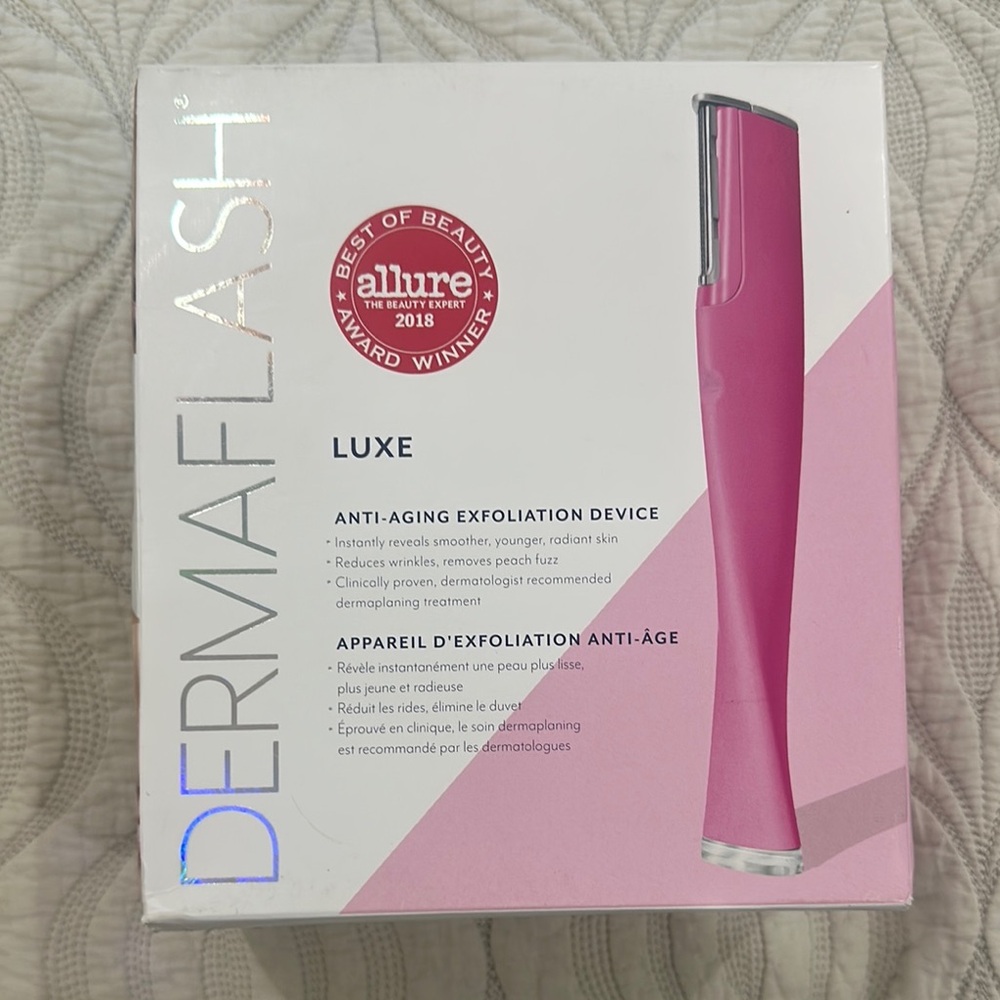 DERMAFLASH®
BEST OF BEAUTY
allure
THE BEAUTY EXPERT
2018
AWARD WINNER
LUXE
ANTI-AGING EXFOLIATION DEVICE
• Instantly reveals smoother, younger, radiant skin
• Reduces wrinkles, removes peach fuzz
• Clinically proven, dermatologist recommended
dermaplaning treatment
APPAREIL D'EXFOLIATION ANTI-ÂGE
• Révèle instantanément une peau plus lisse,
plus jeune et radieuse
• Réduit les rides, élimine le duvet
• Éprouvé en clinique, le soin dermaplaning
est recommandé par les dermatologues